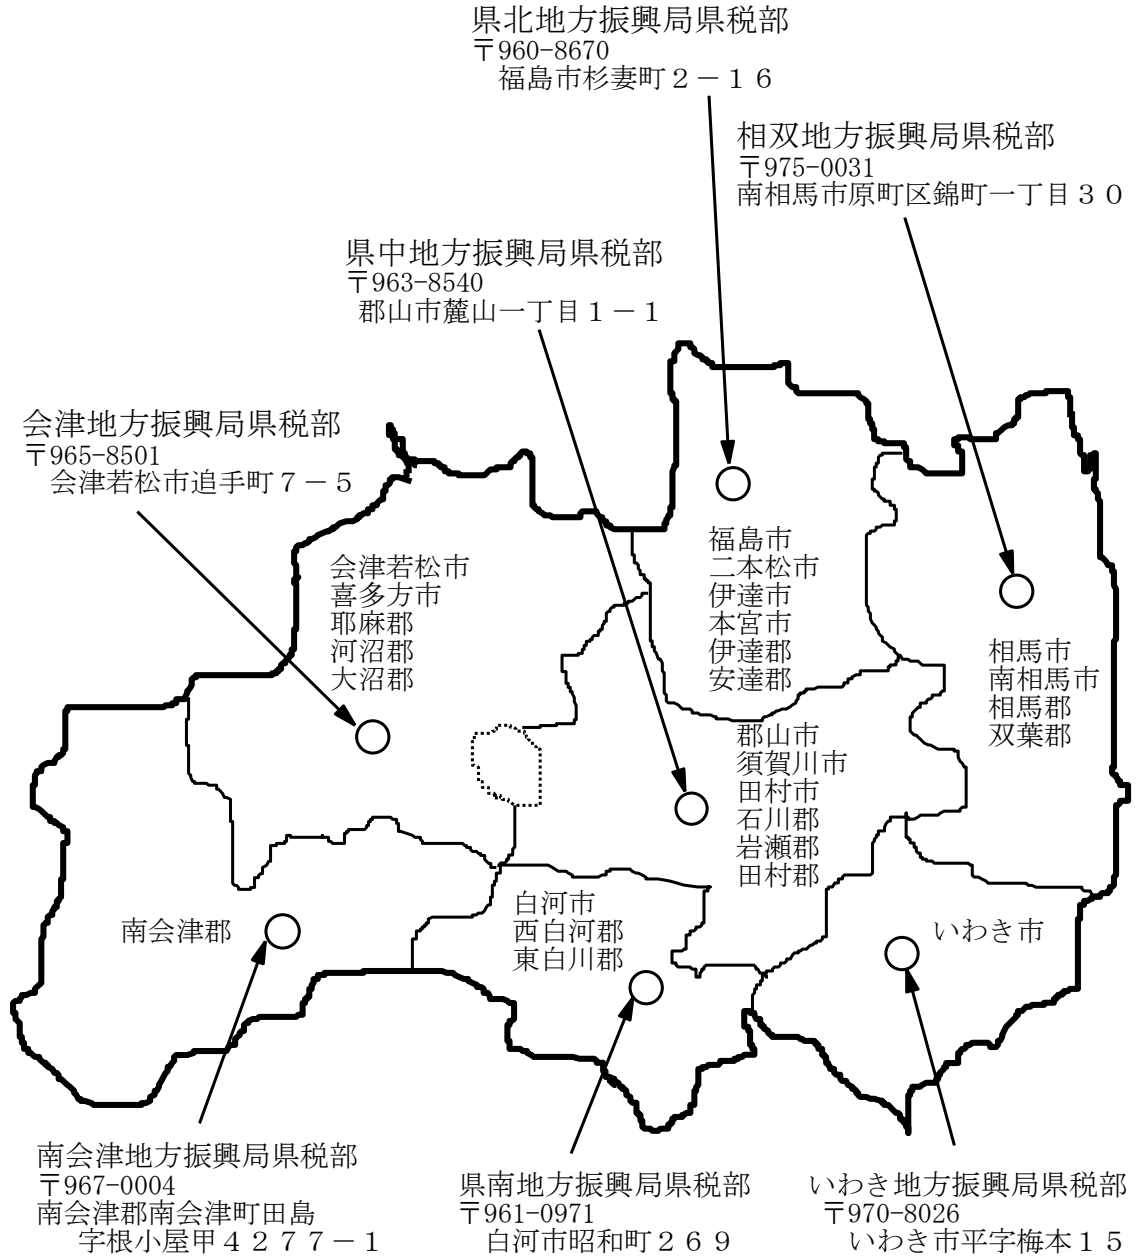 県北地方振興局県税部
〒960-8670
福島市杉妻町２－１６
相双地方振興局県税部
〒975-0031
南相馬市原町区錦町一丁目３０
県中地方振興局県税部
〒963-8540
郡山市麓山一丁目１－１
会津地方振興局県税部
〒965-8501
会津若松市追手町７－５
福島市
二本松市
伊達市
本宮市
伊達郡
安達郡
会津若松市
喜多方市
耶麻郡
河沼郡
大沼郡
相馬市
南相馬市
相馬郡
双葉郡
郡山市
須賀川市
田村市
石川郡
岩瀬郡
田村郡
白河市
西白河郡
東白川郡
南会津郡
いわき市
南会津地方振興局県税部
〒967-0004
南会津郡南会津町田島
字根小屋甲４２７７－１
県南地方振興局県税部
〒961-0971
白河市昭和町２６９
いわき地方振興局県税部
〒970-8026
いわき市平字梅本１５